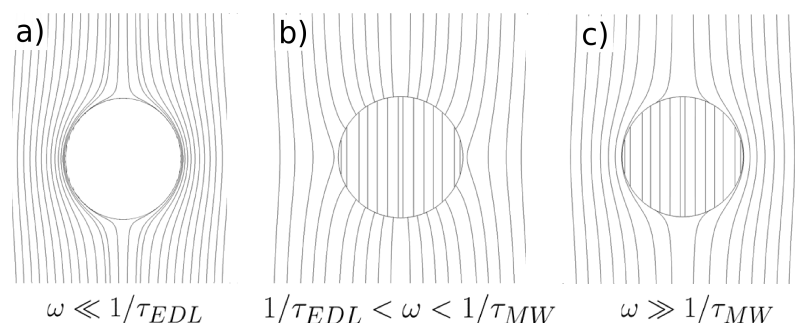 a) b) c)
ω ≪ 1/τ_EDL 1/τ_EDL < ω < 1/τ_MW ω ≫ 1/τ_MW